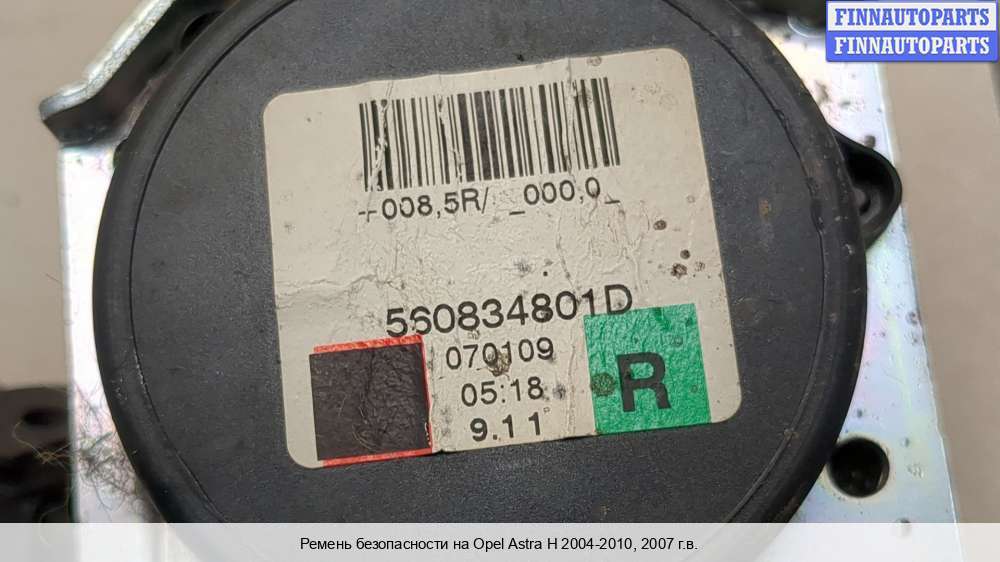 FINNAUTOPARTS
FINNAUTOPARTS
+008,5R/ _000,0_
560834801D
070109
05:18
9.11
R
Ремень безопасности на Opel Astra H 2004-2010, 2007 г.в.